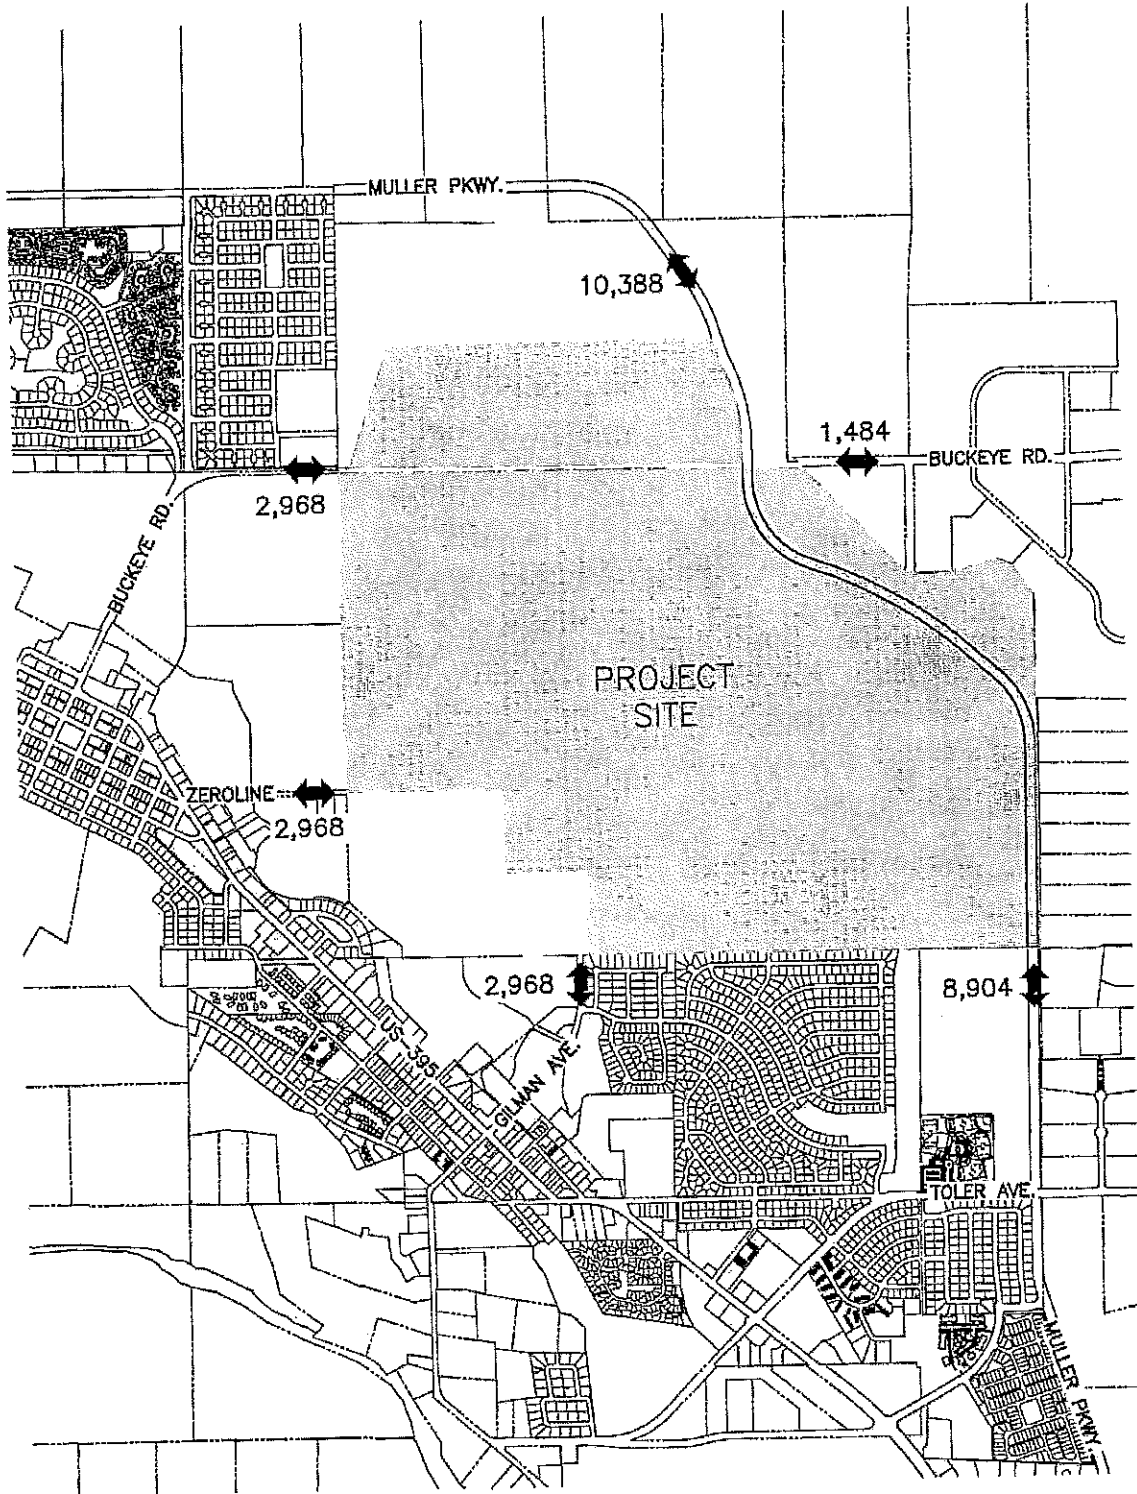 MULLER PKWY.
10,388
1,484
BUCKEYE RD.
2,968
BUCKEYE RD.
PROJECT
SITE
ZEROLINE
2,968
2,968
8,904
US-395
GILMAN AVE.
TOLER AVE.
MULLER PKWY.